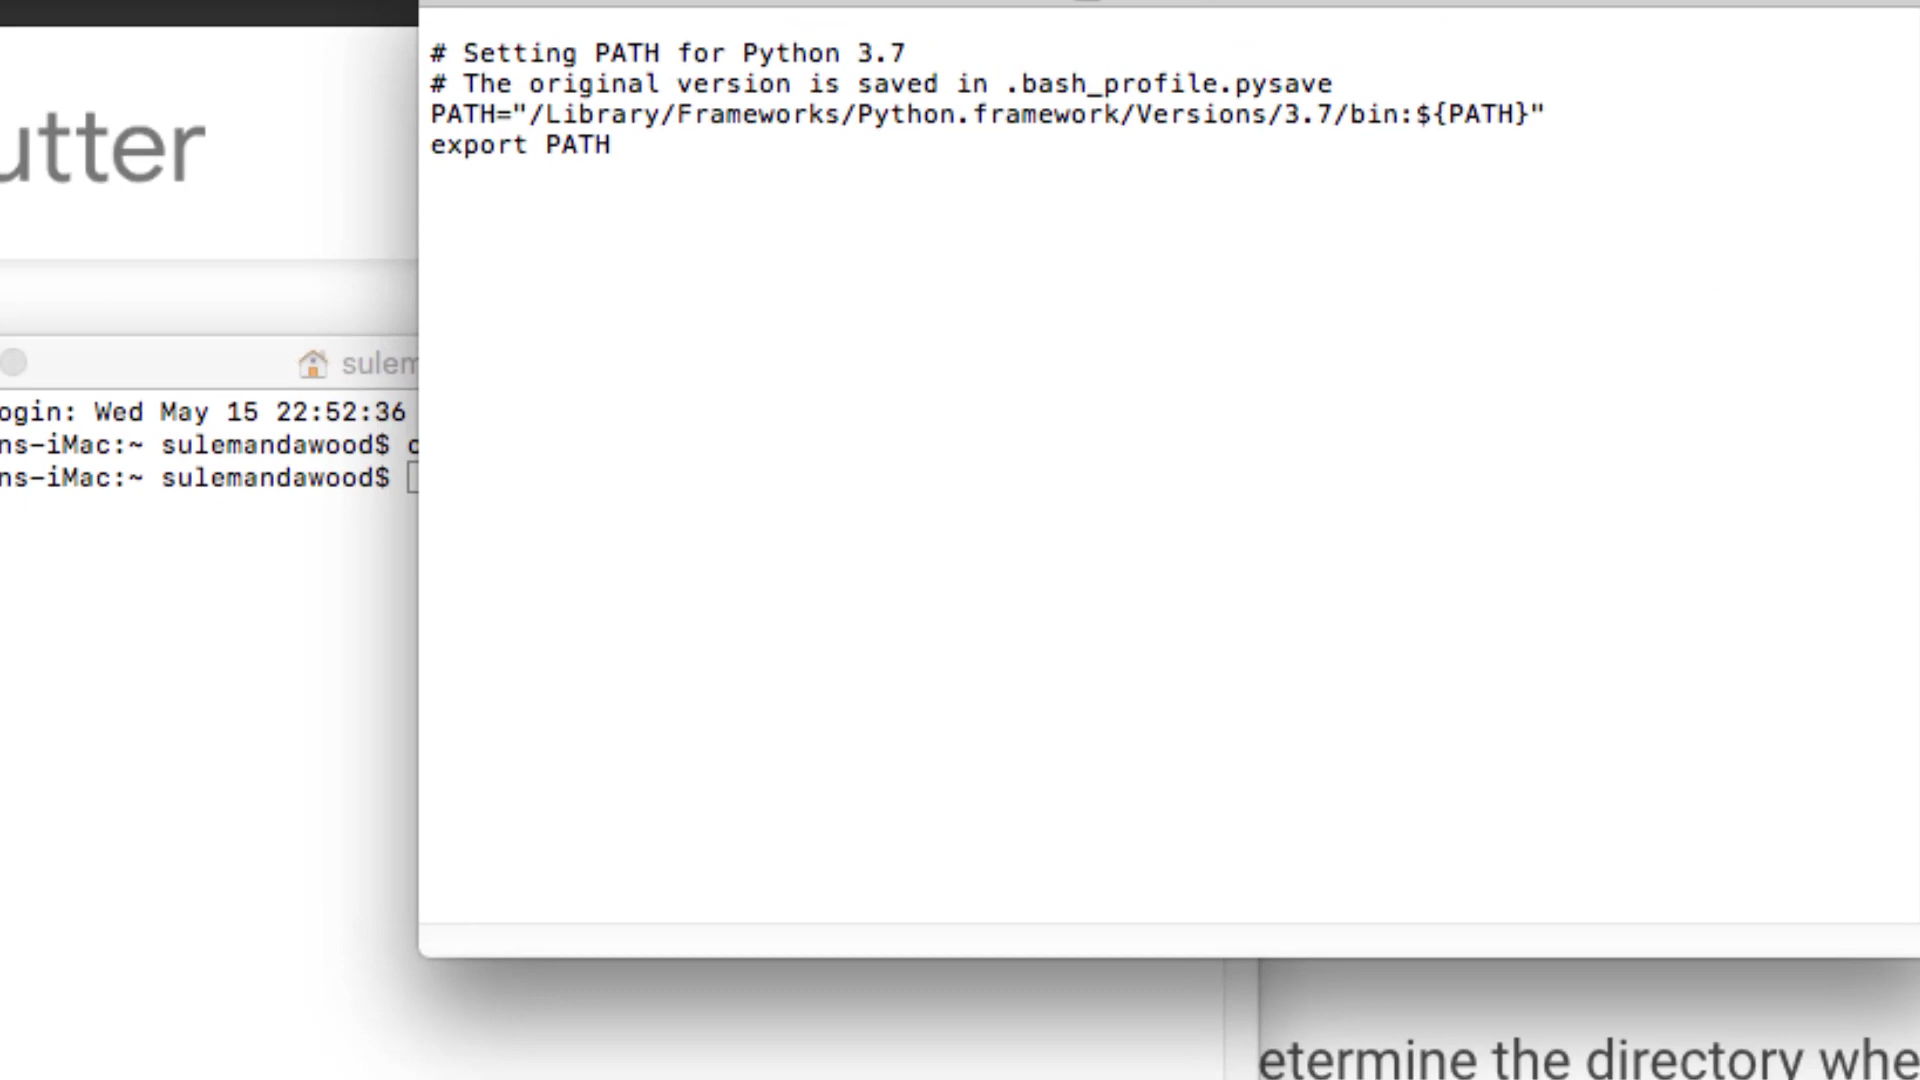 # Setting PATH for Python 3.7
# The original version is saved in .bash_profile.pysave
PATH="/Library/Frameworks/Python.framework/Versions/3.7/bin:${PATH}"
export PATH
utter
sulem
ogin: Wed May 15 22:52:36
ns-iMac:~ sulemandawood$
ns-iMac:~ sulemandawood$
etermine the directory whe